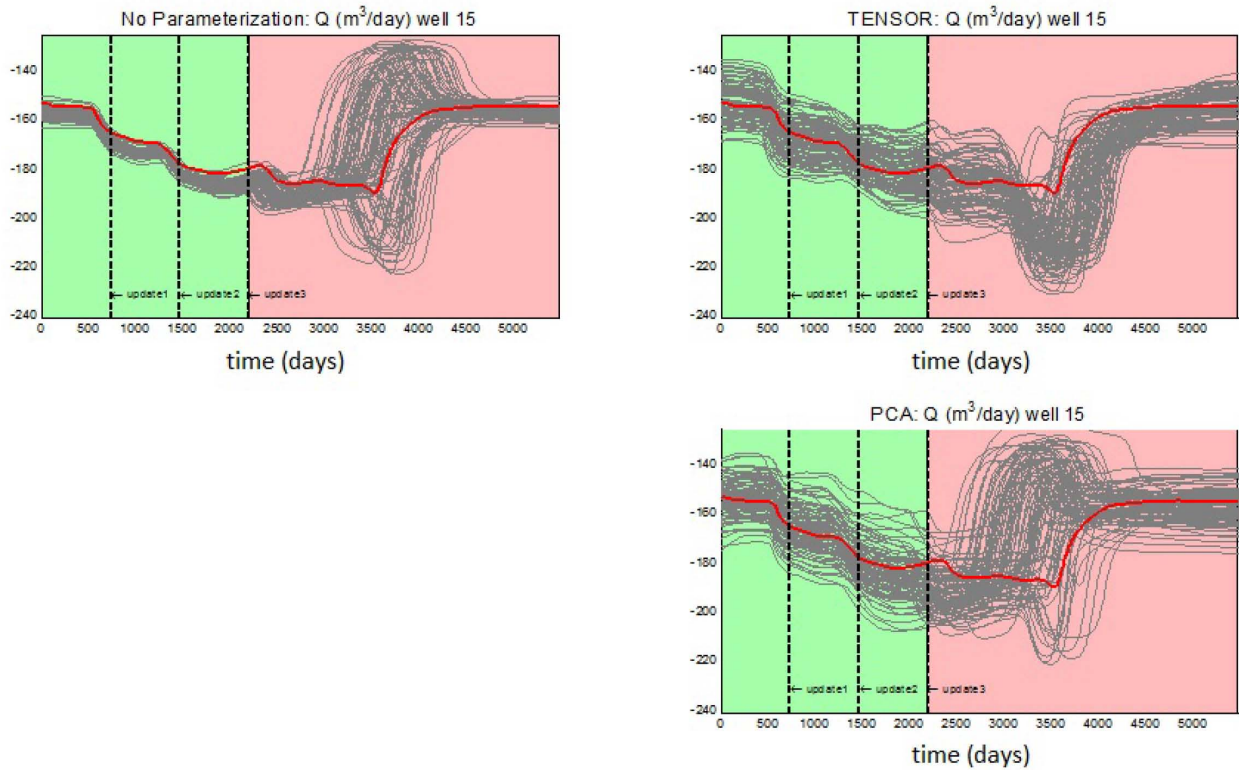 No Parameterization: Q (m³/day) well 15
-140
-160
-180
-200
-220
-240
← update1
← update2
← update3
0 500 1000 1500 2000 2500 3000 3500 4000 4500 5000
time (days)
TENSOR: Q (m³/day) well 15
-140
-160
-180
-200
-220
-240
← update1
← update2
← update3
0 500 1000 1500 2000 2500 3000 3500 4000 4500 5000
time (days)
PCA: Q (m³/day) well 15
-140
-160
-180
-200
-220
-240
← update1
← update2
← update3
0 500 1000 1500 2000 2500 3000 3500 4000 4500 5000
time (days)